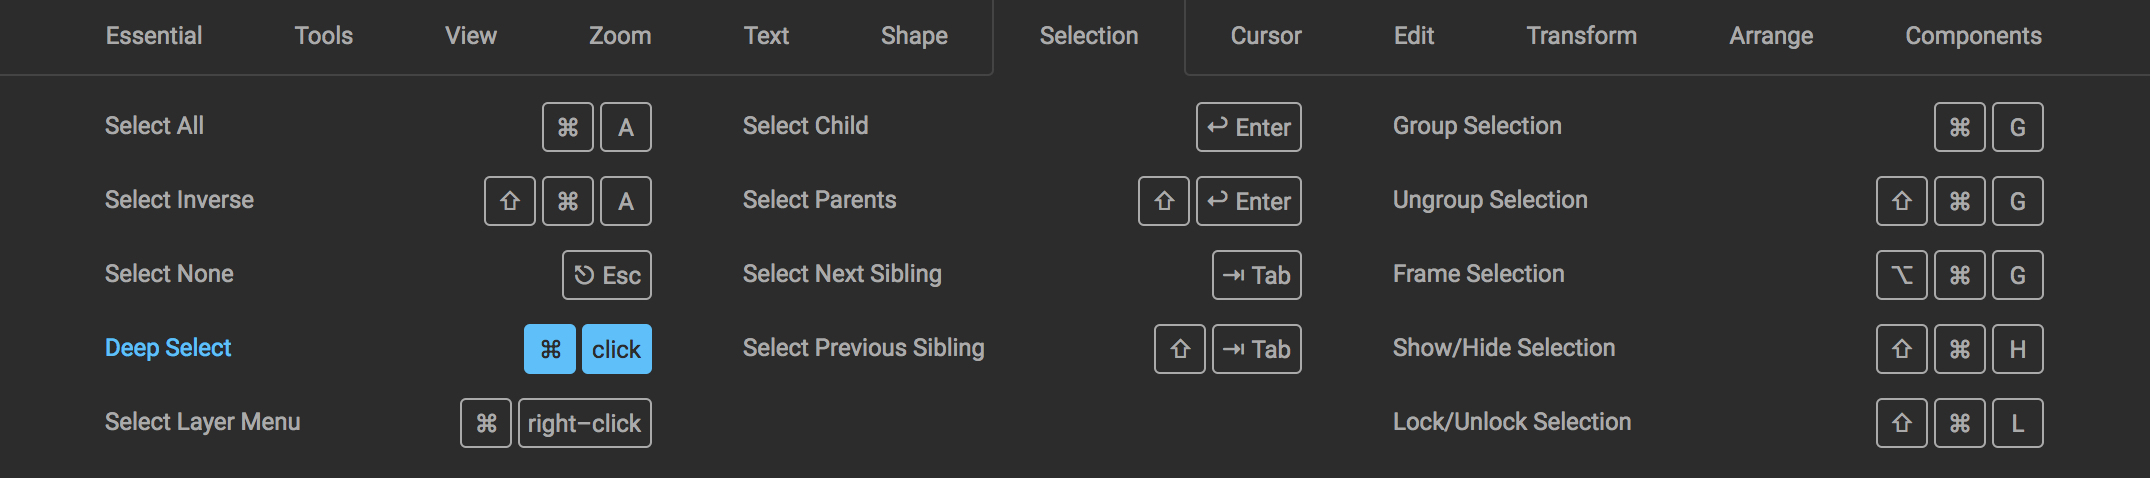 Essential Tools View Zoom Text Shape Selection Cursor Edit Transform Arrange Components
Select All ⌘ A
Select Inverse ⇧ ⌘ A
Select None ⎋ Esc
Deep Select ⌘ click
Select Layer Menu ⌘ right–click
Select Child ↩ Enter
Select Parents ⇧ ↩ Enter
Select Next Sibling ⇥ Tab
Select Previous Sibling ⇧ ⇥ Tab
Group Selection ⌘ G
Ungroup Selection ⇧ ⌘ G
Frame Selection ⌥ ⌘ G
Show/Hide Selection ⇧ ⌘ H
Lock/Unlock Selection ⇧ ⌘ L